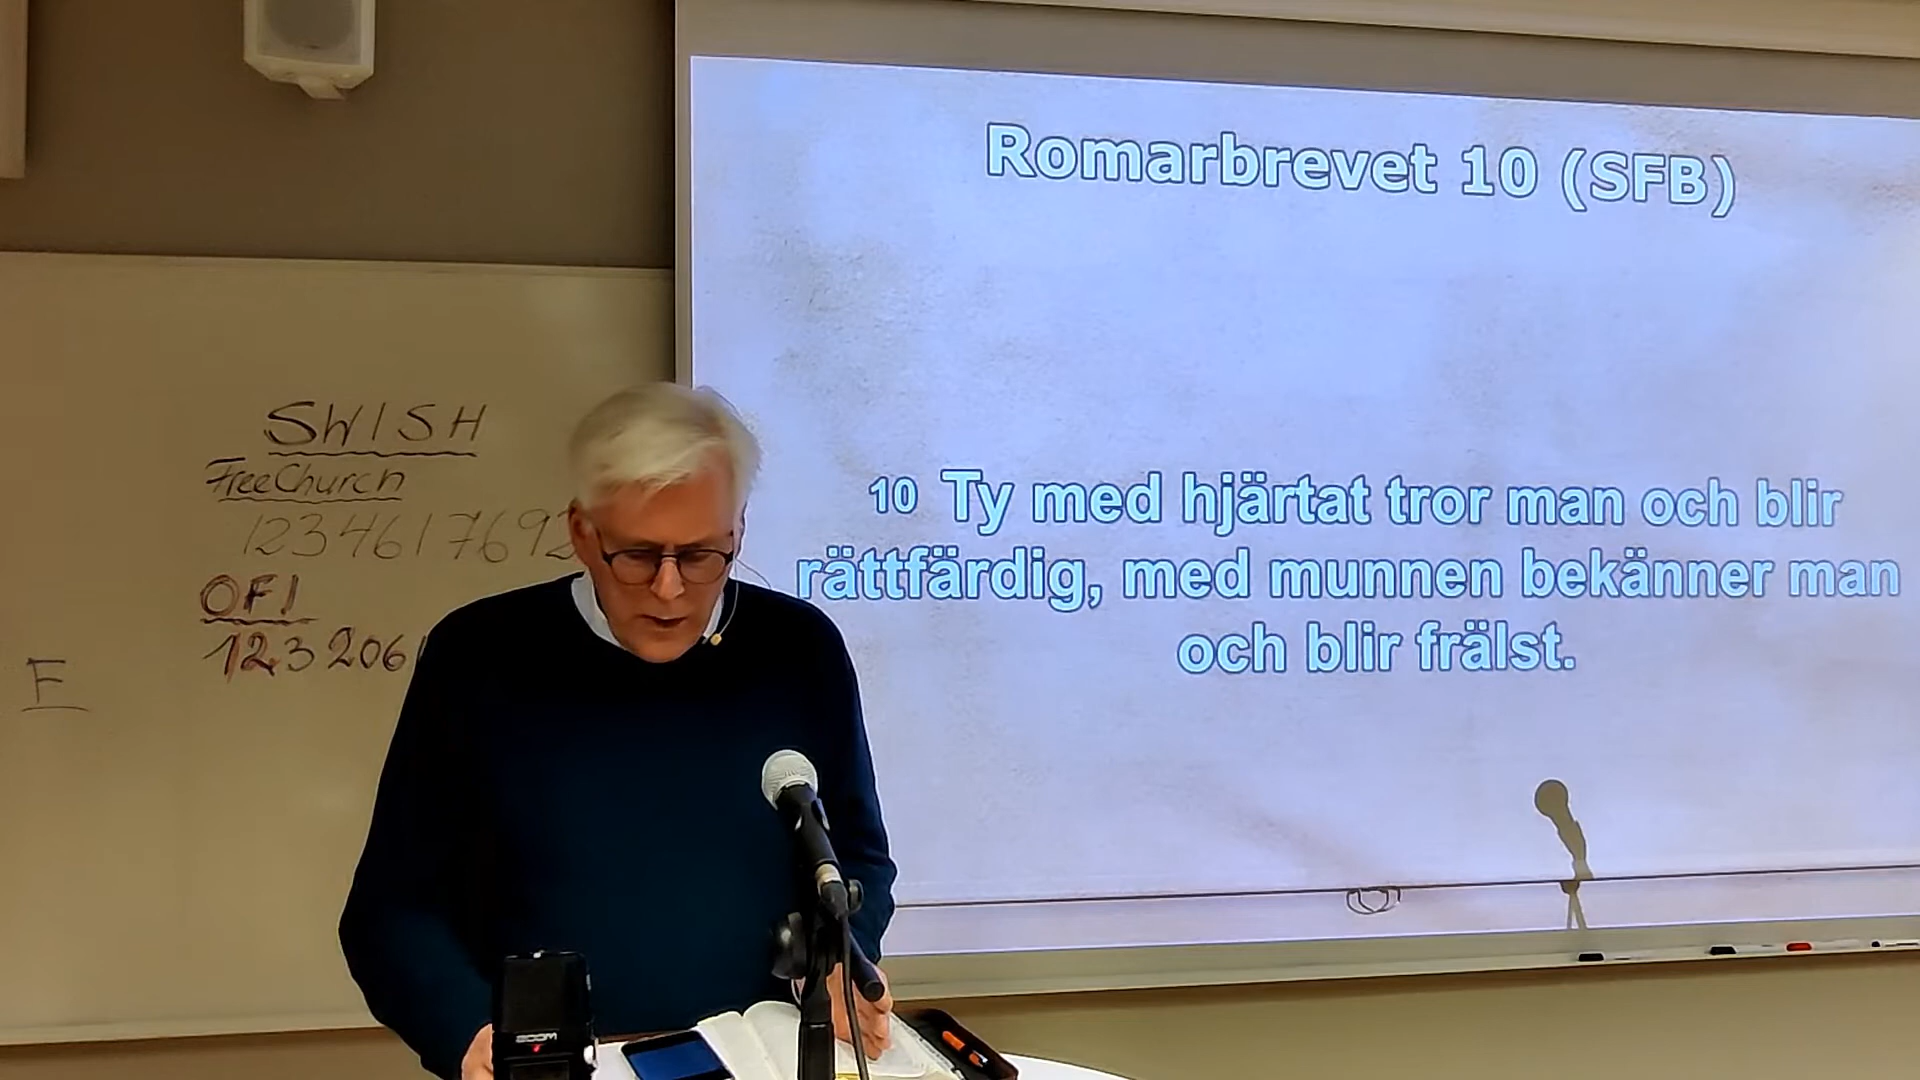 SWISH
FreeChurch
OFI
F
Romarbrevet 10 (SFB)
10 Ty med hjärtat tror man och blir
rättfärdig, med munnen bekänner man
och blir frälst.
ZOOM